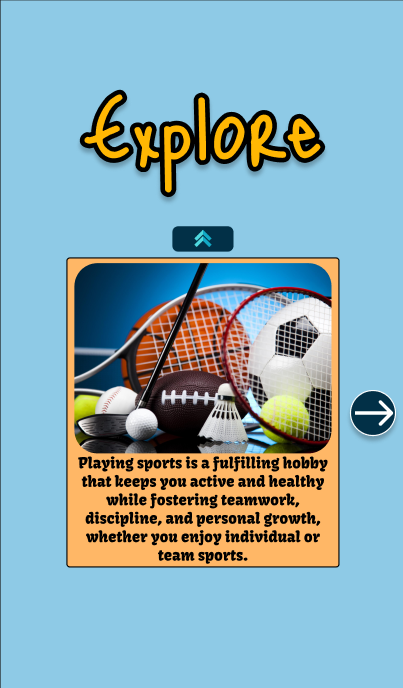 Explore
Playing sports is a fulfilling hobby
that keeps you active and healthy
while fostering teamwork,
discipline, and personal growth,
whether you enjoy individual or
team sports.